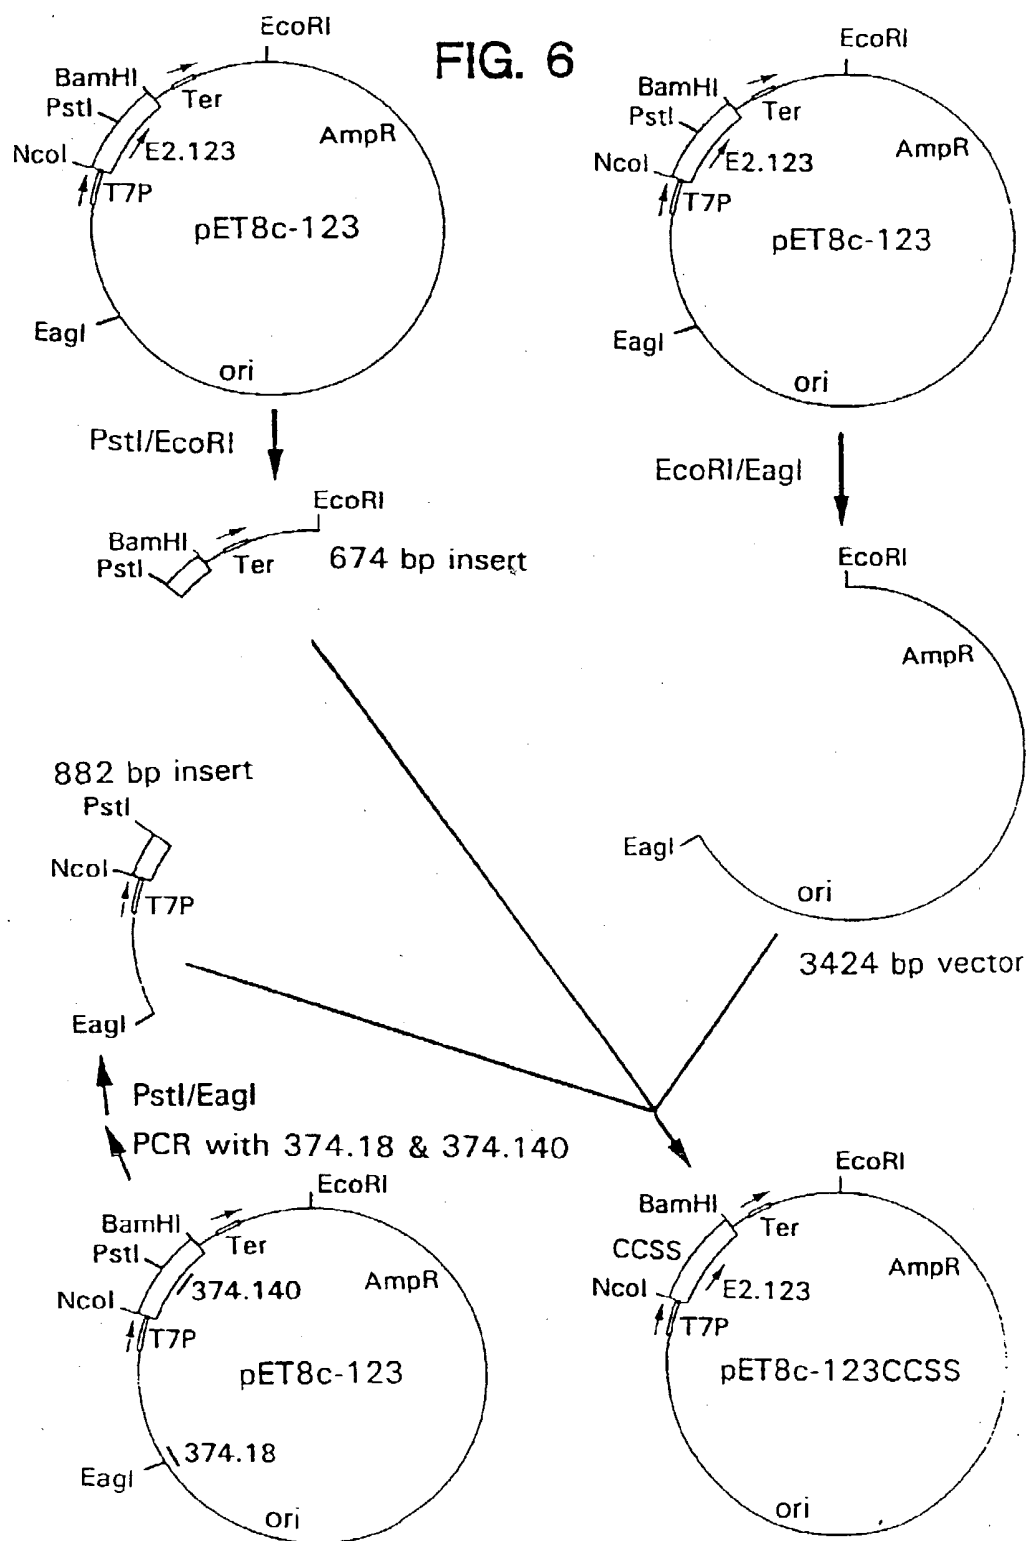 FIG. 6
EcoRI
BamHI
PstI
Ter
AmpR
NcoI
E2.123
T7P
pET8c-123
EagI
ori
EcoRI
BamHI
PstI
Ter
AmpR
NcoI
E2.123
T7P
pET8c-123
EagI
ori
PstI/EcoRI
EcoRI
BamHI
PstI
Ter
674 bp insert
EcoRI/EagI
EcoRI
AmpR
EagI
ori
3424 bp vector
882 bp insert
PstI
NcoI
T7P
EagI
PstI/EagI
PCR with 374.18 & 374.140
EcoRI
BamHI
PstI
Ter
AmpR
NcoI
374.140
T7P
pET8c-123
374.18
EagI
ori
EcoRI
BamHI
Ter
CCSS
AmpR
NcoI
E2.123
T7P
pET8c-123CCSS
ori